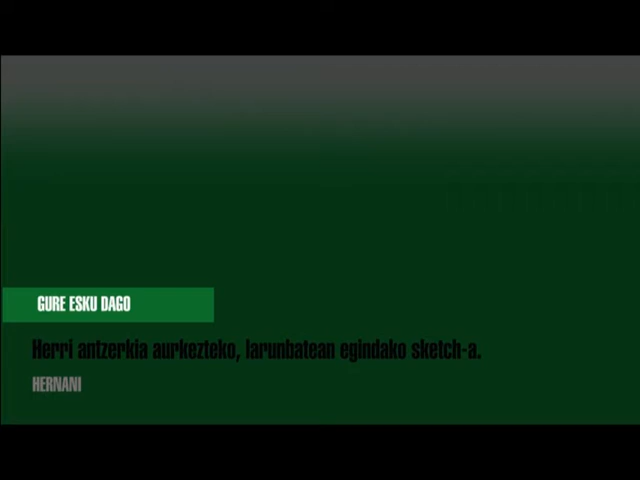 GURE ESKU DAGO
Herri antzerkia aurkezteko, larunbatean egindako sketch-a.
HERNANI